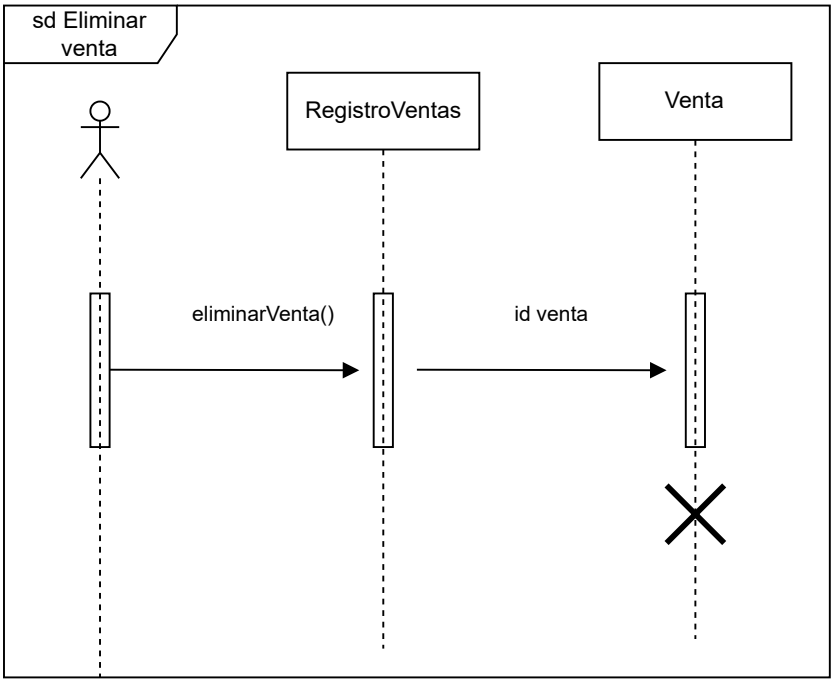 sd Eliminar
venta
RegistroVentas
Venta
eliminarVenta()
id venta